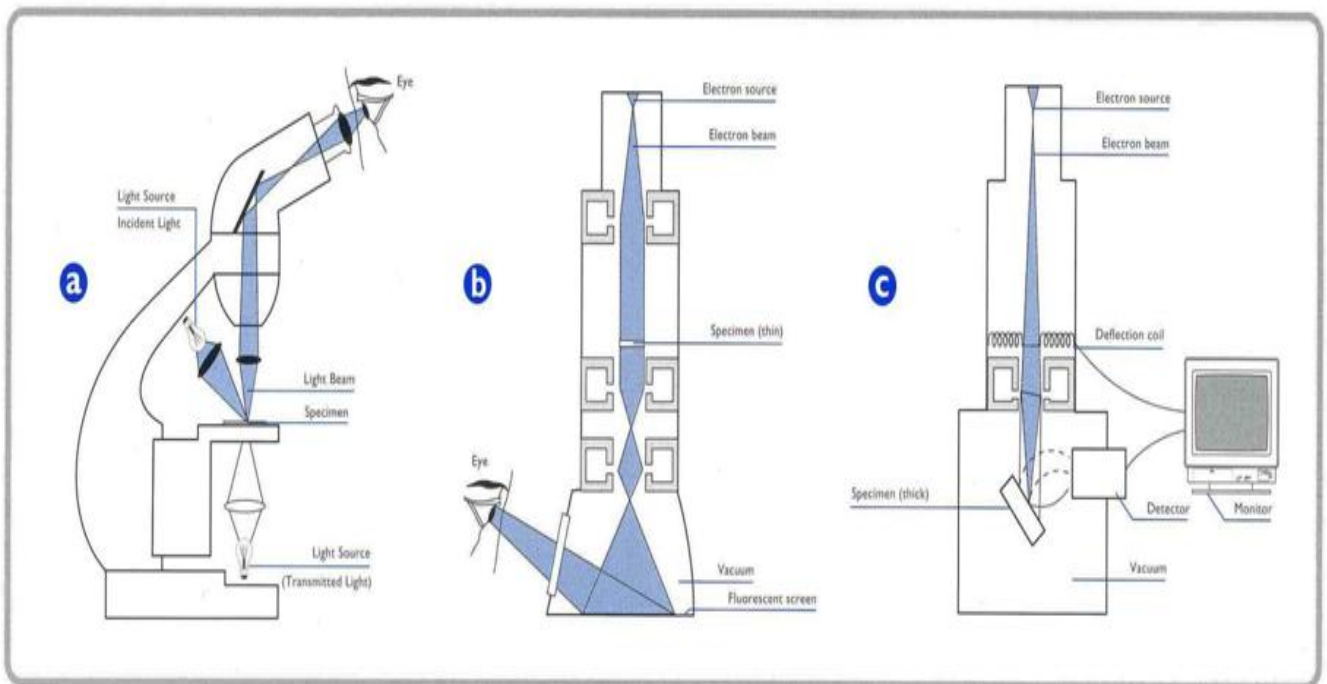 a
Eye
Light Source
Incident Light
Light Beam
Specimen
Light Source
(Transmitted Light)
b
Electron source
Electron beam
Specimen (thin)
Eye
Vacuum
Fluorescent screen
c
Electron source
Electron beam
Deflection coil
Specimen (thick)
Detector
Monitor
Vacuum